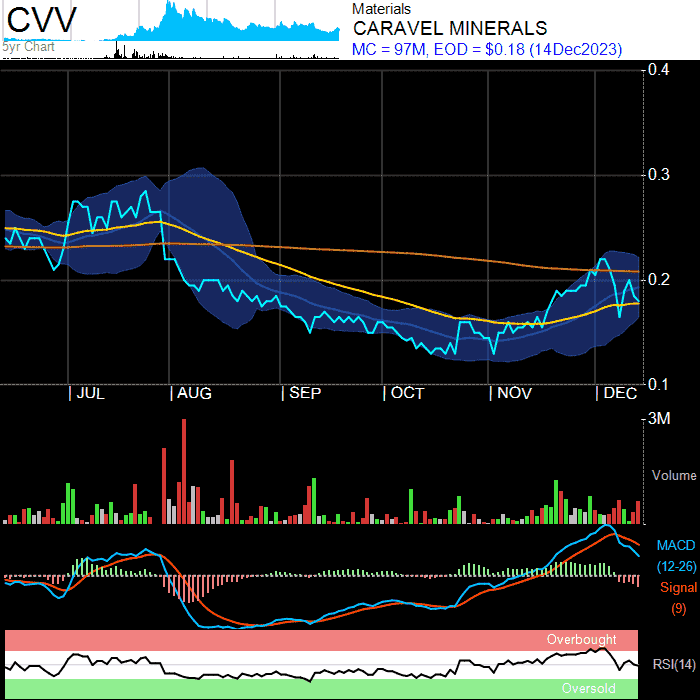 CVV
5yr Chart
Materials
CARAVEL MINERALS
MC = 97M, EOD = $0.18 (14Dec2023)
0.4
0.3
0.2
0.1
JUL AUG SEP OCT NOV DEC
3M
Volume
MACD
(12-26)
Signal
(9)
Overbought
RSI(14)
Oversold